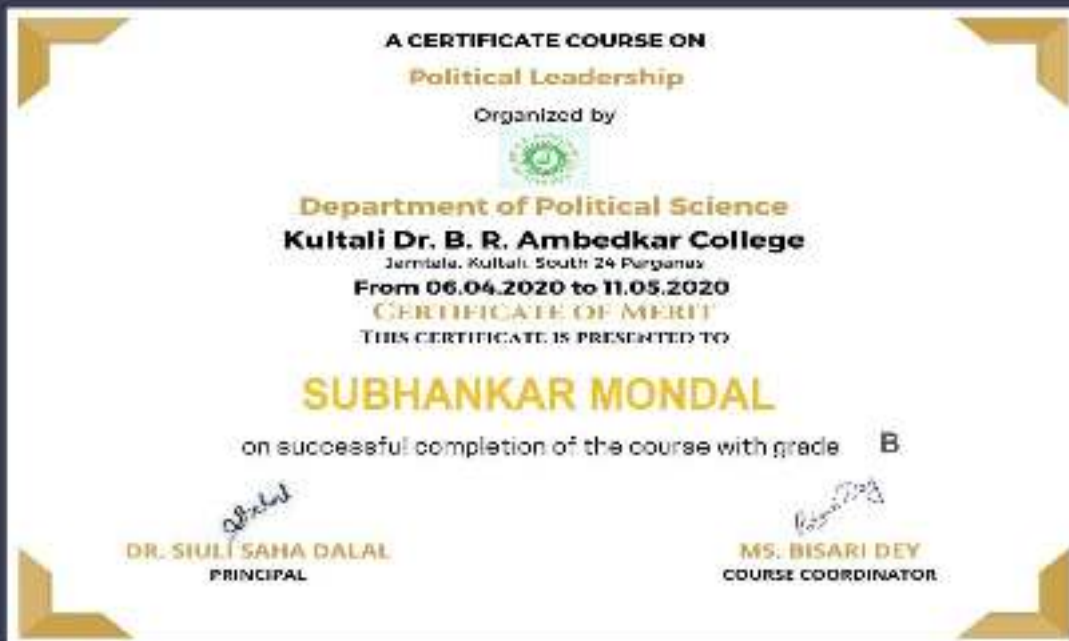 A CERTIFICATE COURSE ON
Political Leadership
Organized by
Department of Political Science
Kultali Dr. B. R. Ambedkar College
Jamtala, Kultali, South 24 Parganas
From 06.04.2020 to 11.05.2020
CERTIFICATE OF MERIT
THIS CERTIFICATE IS PRESENTED TO
SUBHANKAR MONDAL
on successful completion of the course with grade B
DR. SIULI SAHA DALAL
PRINCIPAL
MS. BISARI DEY
COURSE COORDINATOR